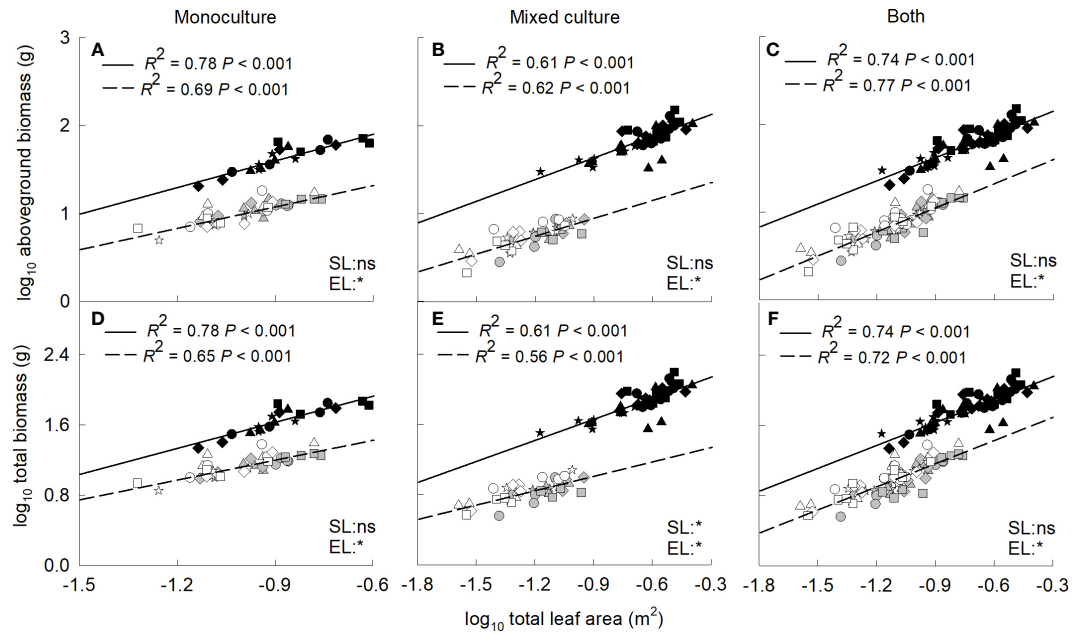 Monoculture
Mixed culture
Both
A
R² = 0.78 P < 0.001
R² = 0.69 P < 0.001
SL:ns
EL:*
B
R² = 0.61 P < 0.001
R² = 0.62 P < 0.001
SL:ns
EL:*
C
R² = 0.74 P < 0.001
R² = 0.77 P < 0.001
SL:ns
EL:*
3
2
1
0
log₁₀ aboveground biomass (g)
D
R² = 0.78 P < 0.001
R² = 0.65 P < 0.001
SL:ns
EL:*
E
R² = 0.61 P < 0.001
R² = 0.56 P < 0.001
SL:*
EL:*
F
R² = 0.74 P < 0.001
R² = 0.72 P < 0.001
SL:ns
EL:*
2.4
1.6
0.8
0.0
log₁₀ total biomass (g)
-1.5 -1.2 -0.9 -0.6
-1.8 -1.5 -1.2 -0.9 -0.6 -0.3
-1.8 -1.5 -1.2 -0.9 -0.6 -0.3
log₁₀ total leaf area (m²)